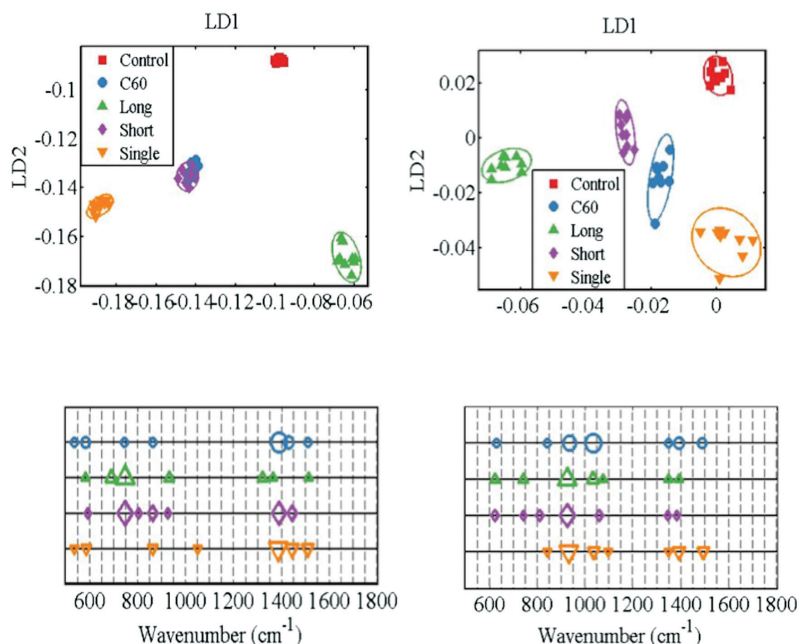 LD1
LD2
-0.1
-0.12
-0.14
-0.16
-0.18
Control
C60
Long
Short
Single
-0.18 -0.16 -0.14 -0.12 -0.1 -0.08 -0.06
LD1
LD2
0.02
0
-0.02
-0.04
Control
C60
Long
Short
Single
-0.06 -0.04 -0.02 0
600 800 1000 1200 1400 1600 1800
Wavenumber (cm⁻¹)
600 800 1000 1200 1400 1600 1800
Wavenumber (cm⁻¹)